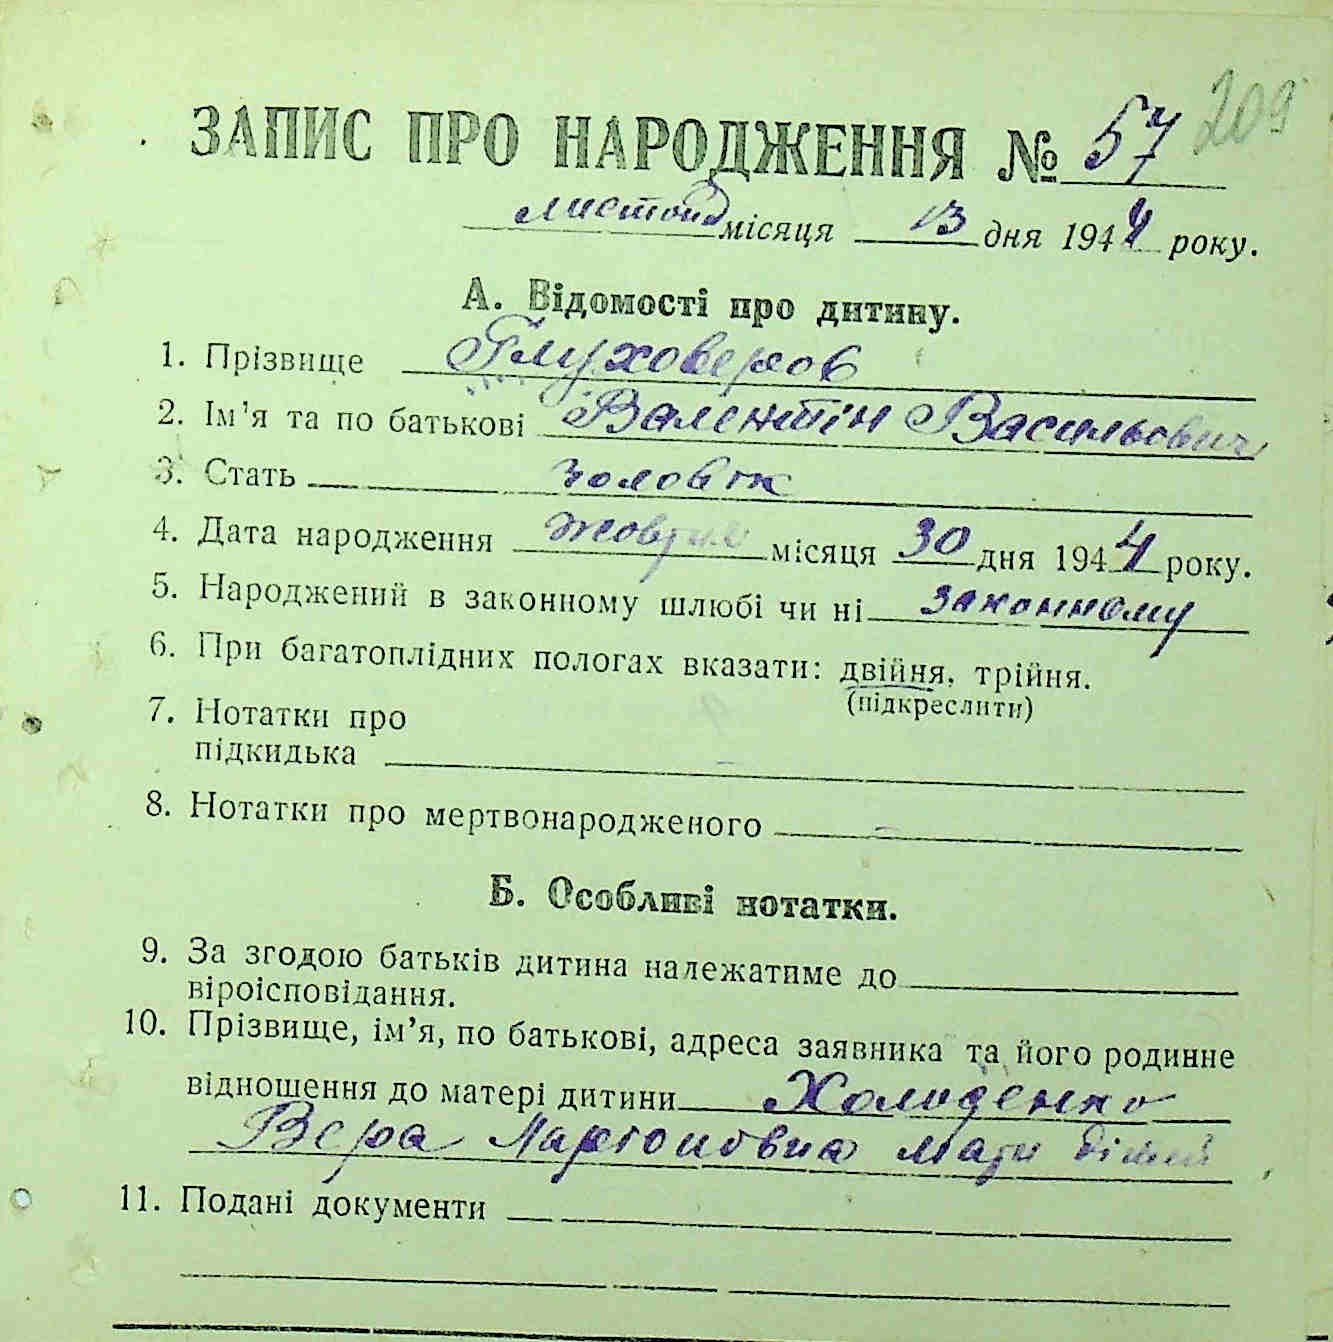 209
ЗАПИС ПРО НАРОДЖЕННЯ № 57
листопад місяця 13 дня 1944 року.
А. Відомості про дитину.
1. Прізвище Глуховеров
2. Ім'я та по батькові Валентін Васильович
3. Стать чоловік
4. Дата народження жовтня місяця 30 дня 1944 року.
5. Народжений в законному шлюбі чи ні законному
6. При багатоплідних пологах вказати: двійня, трійня.
(підкреслити)
7. Нотатки про
підкидька –
8. Нотатки про мертвонародженого –
Б. Особливі нотатки.
9. За згодою батьків дитина належатиме до
віроісповідання.
10. Прізвище, ім'я, по батькові, адреса заявника та його родинне
відношення до матері дитини Холоденко
Вера мати дітей
11. Подані документи